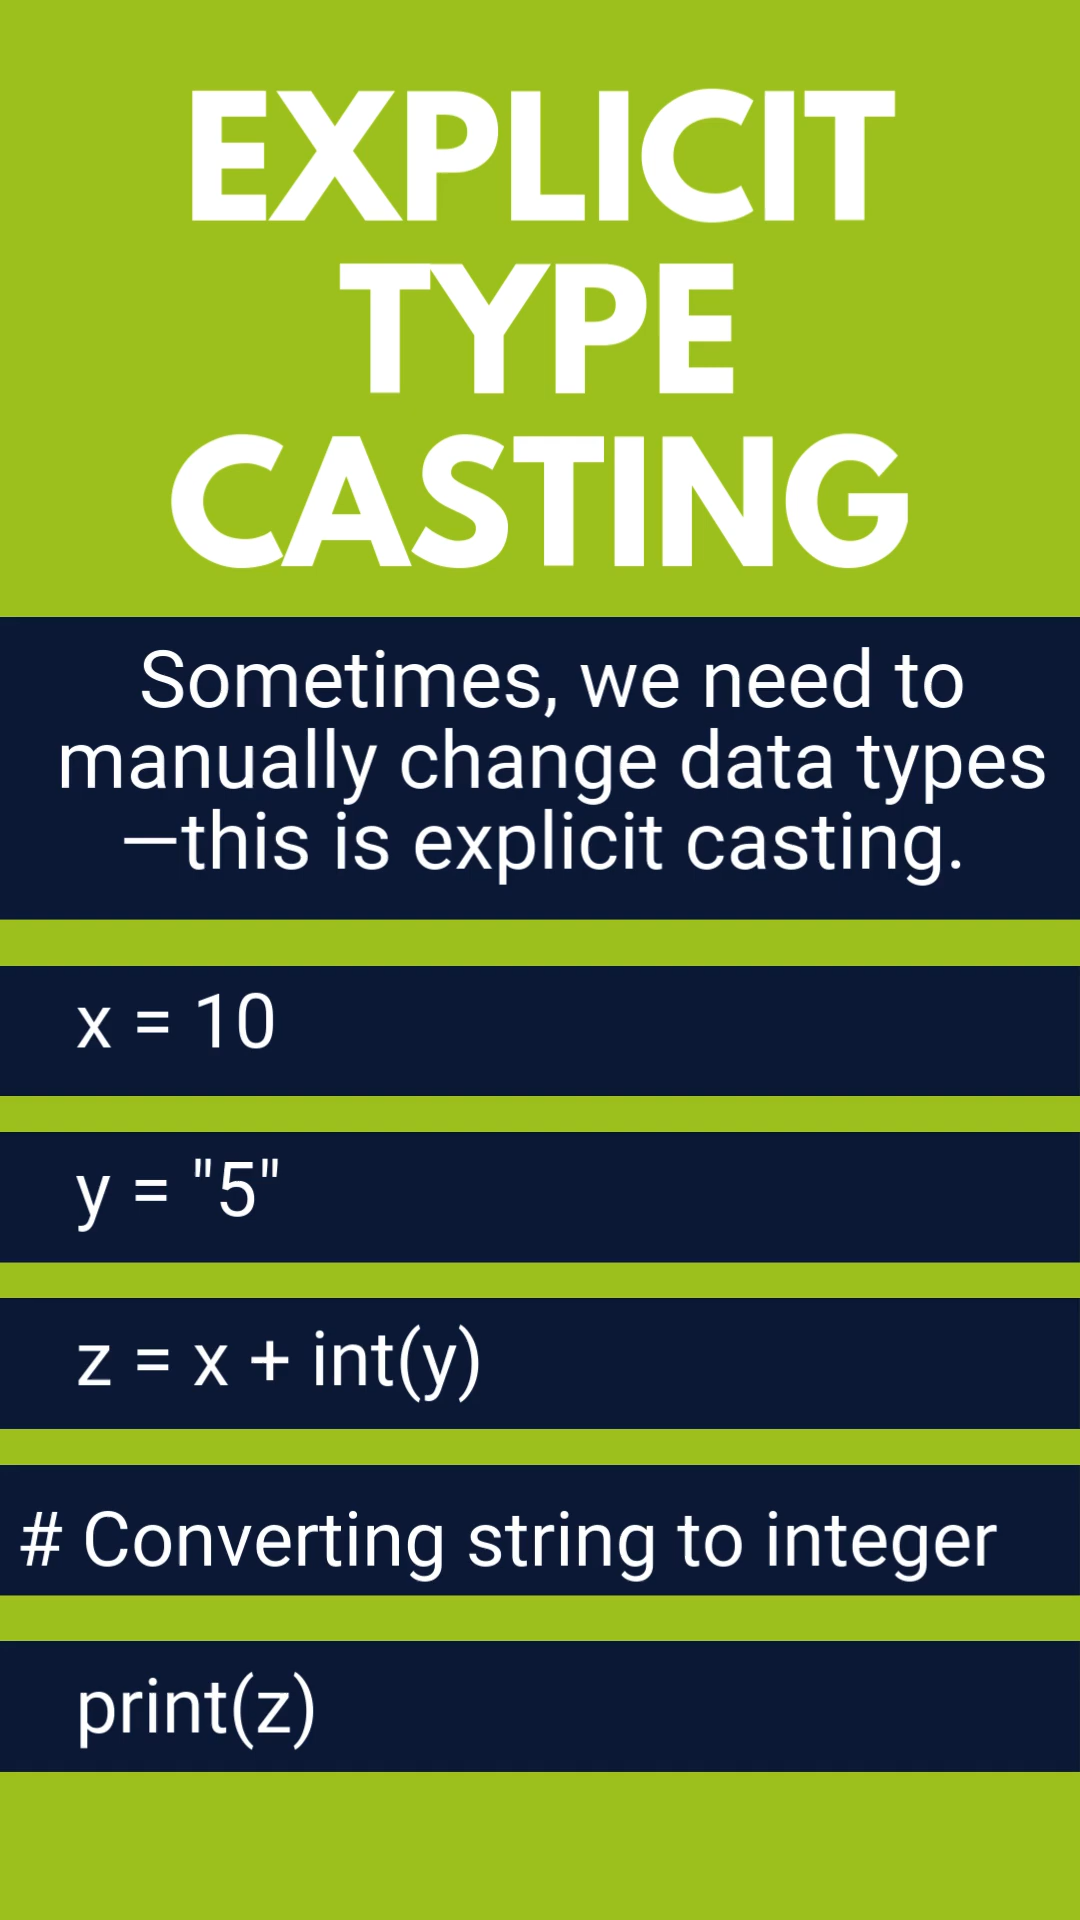 EXPLICIT
TYPE
CASTING
Sometimes, we need to
manually change data types
—this is explicit casting.
x = 10
y = "5"
z = x + int(y)
# Converting string to integer
print(z)